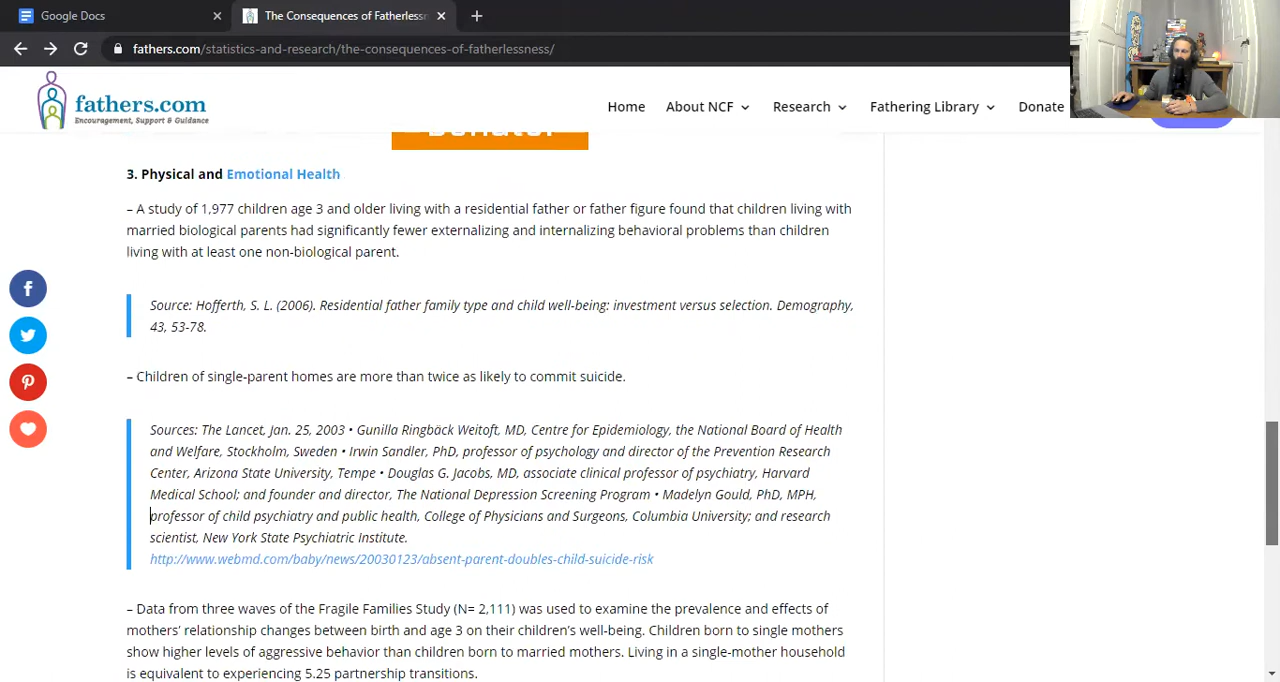 Google Docs
The Consequences of Fatherlessn
fathers.com/statistics-and-research/the-consequences-of-fatherlessness/
fathers.com
Encouragement, Support & Guidance
Home About NCF Research Fathering Library Donate
3. Physical and Emotional Health
– A study of 1,977 children age 3 and older living with a residential father or father figure found that children living with
married biological parents had significantly fewer externalizing and internalizing behavioral problems than children
living with at least one non-biological parent.
Source: Hofferth, S. L. (2006). Residential father family type and child well-being: investment versus selection. Demography,
43, 53-78.
– Children of single-parent homes are more than twice as likely to commit suicide.
Sources: The Lancet, Jan. 25, 2003 • Gunilla Ringbäck Weitoft, MD, Centre for Epidemiology, the National Board of Health
and Welfare, Stockholm, Sweden • Irwin Sandler, PhD, professor of psychology and director of the Prevention Research
Center, Arizona State University, Tempe • Douglas G. Jacobs, MD, associate clinical professor of psychiatry, Harvard
Medical School; and founder and director, The National Depression Screening Program • Madelyn Gould, PhD, MPH,
professor of child psychiatry and public health, College of Physicians and Surgeons, Columbia University; and research
scientist, New York State Psychiatric Institute.
http://www.webmd.com/baby/news/20030123/absent-parent-doubles-child-suicide-risk
– Data from three waves of the Fragile Families Study (N= 2,111) was used to examine the prevalence and effects of
mothers’ relationship changes between birth and age 3 on their children’s well-being. Children born to single mothers
show higher levels of aggressive behavior than children born to married mothers. Living in a single-mother household
is equivalent to experiencing 5.25 partnership transitions.